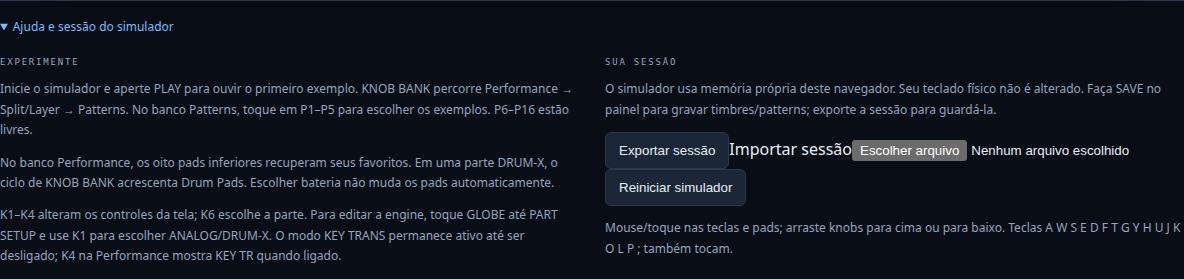 Ajuda e sessão do simulador
EXPERIMENTE
Inicie o simulador e aperte PLAY para ouvir o primeiro exemplo. KNOB BANK percorre Performance →
Split/Layer → Patterns. No banco Patterns, toque em P1–P5 para escolher os exemplos. P6–P16 estão
livres.
No banco Performance, os oito pads inferiores recuperam seus favoritos. Em uma parte DRUM-X, o
ciclo de KNOB BANK acrescenta Drum Pads. Escolher bateria não muda os pads automaticamente.
K1–K4 alteram os controles da tela; K6 escolhe a parte. Para editar a engine, toque GLOBE até PART
SETUP e use K1 para escolher ANALOG/DRUM-X. O modo KEY TRANS permanece ativo até ser
desligado; K4 na Performance mostra KEY TR quando ligado.
SUA SESSÃO
O simulador usa memória própria deste navegador. Seu teclado físico não é alterado. Faça SAVE no
painel para gravar timbres/patterns; exporte a sessão para guardá-la.
Exportar sessão Importar sessão Escolher arquivo Nenhum arquivo escolhido
Reiniciar simulador
Mouse/toque nas teclas e pads; arraste knobs para cima ou para baixo. Teclas A W S E D F T G Y H U J K
O L P ; também tocam.